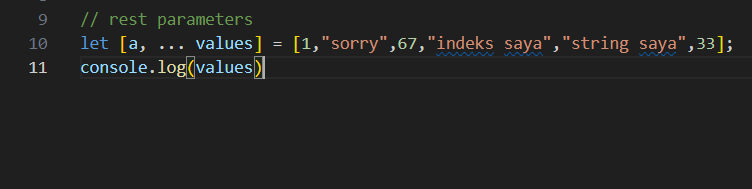 9 // rest parameters
10 let [a, ... values] = [1,"sorry",67,"indeks saya","string saya",33];
11 console.log(values)